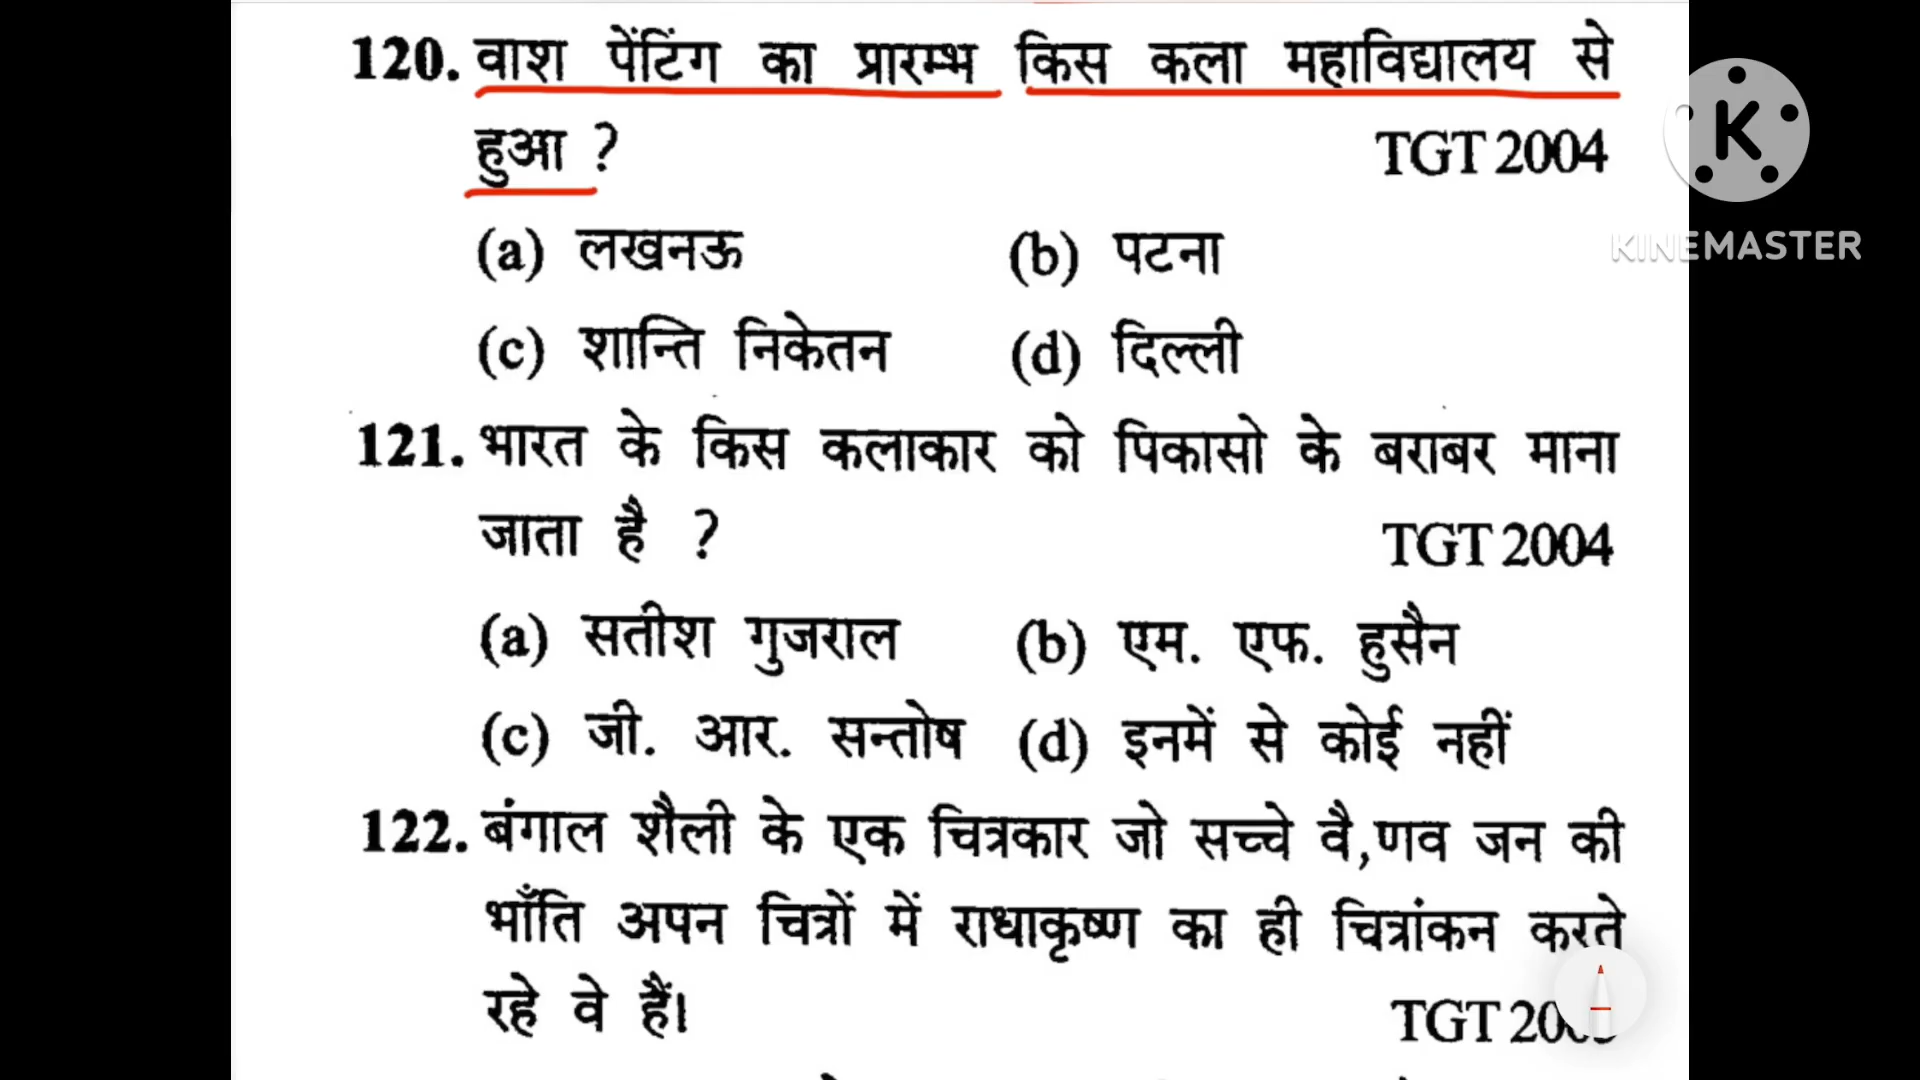 120. वाश पेंटिंग का प्रारम्भ किस कला महाविद्यालय से
हुआ ? TGT 2004
(a) लखनऊ (b) पटना
(c) शान्ति निकेतन (d) दिल्ली
121. भारत के किस कलाकार को पिकासो के बराबर माना
जाता है ? TGT 2004
(a) सतीश गुजराल (b) एम. एफ. हुसैन
(c) जी. आर. सन्तोष (d) इनमें से कोई नहीं
122. बंगाल शैली के एक चित्रकार जो सच्चे वै,णव जन की
भाँति अपन चित्रों में राधाकृष्ण का ही चित्रांकन करते
रहे वे हैं। TGT
K
KINEMASTER